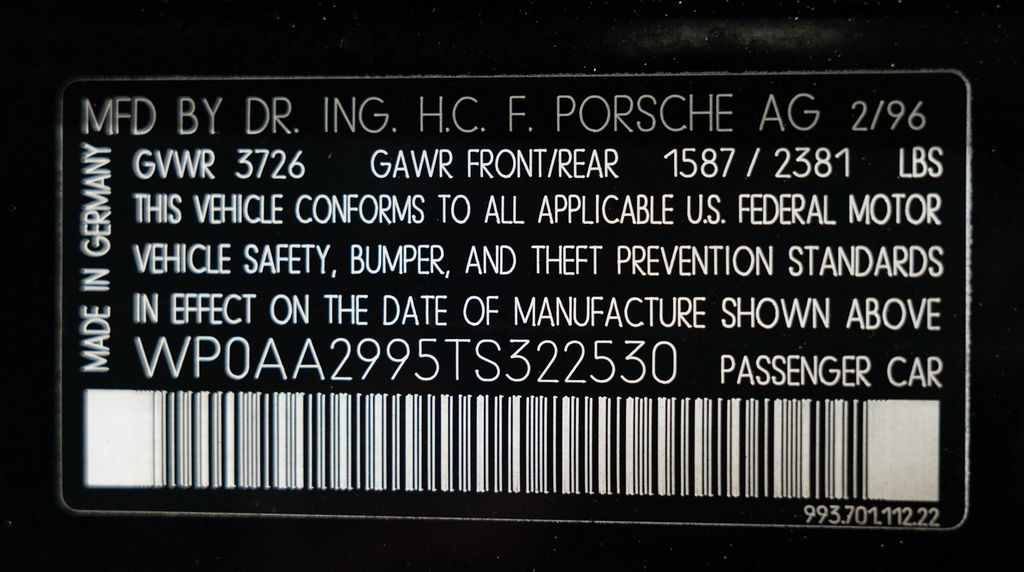 MFD BY DR. ING. H.C. F. PORSCHE AG 2/96
GVWR 3726 GAWR FRONT/REAR 1587 / 2381 LBS
THIS VEHICLE CONFORMS TO ALL APPLICABLE U.S. FEDERAL MOTOR
VEHICLE SAFETY, BUMPER, AND THEFT PREVENTION STANDARDS
IN EFFECT ON THE DATE OF MANUFACTURE SHOWN ABOVE
WP0AA2995TS322530 PASSENGER CAR
MADE IN GERMANY
993.701.112.22